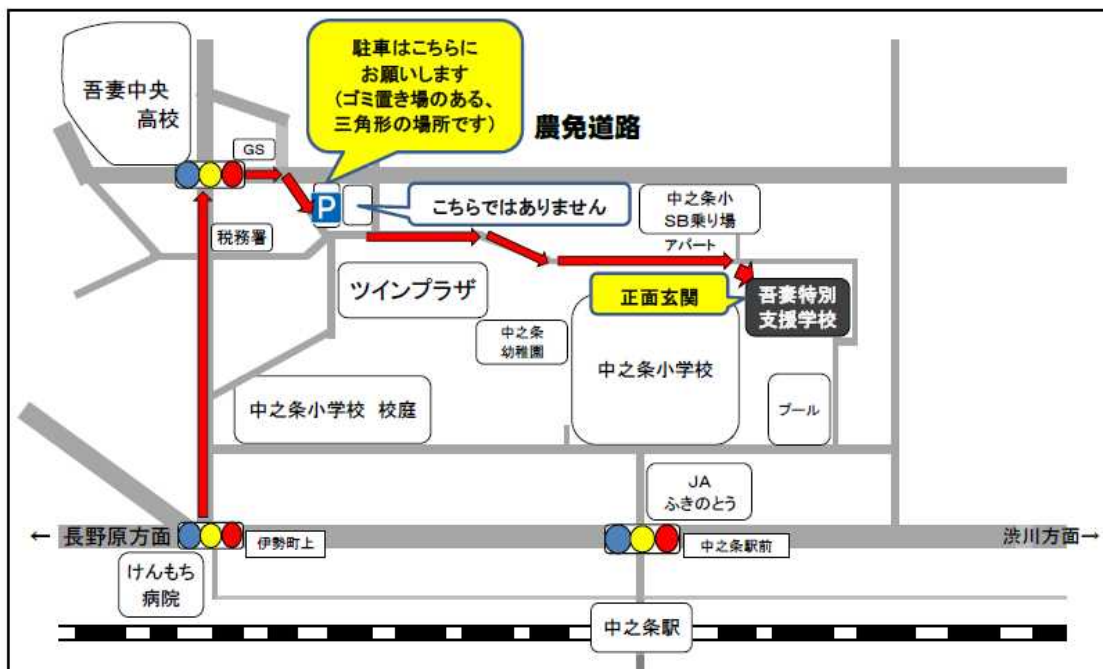 駐車はこちらに
お願いします
(ゴミ置き場のある、
三角形の場所です)
吾妻中央
高校
農免道路
GS
P
こちらではありません
中之条小
SB乗り場
アパート
税務署
ツインプラザ
正面玄関
吾妻特別
支援学校
中之条
幼稚園
中之条小学校
中之条小学校 校庭
プール
JA
ふきのとう
← 長野原方面
伊勢町上
中之条駅前
渋川方面→
けんもち
病院
中之条駅